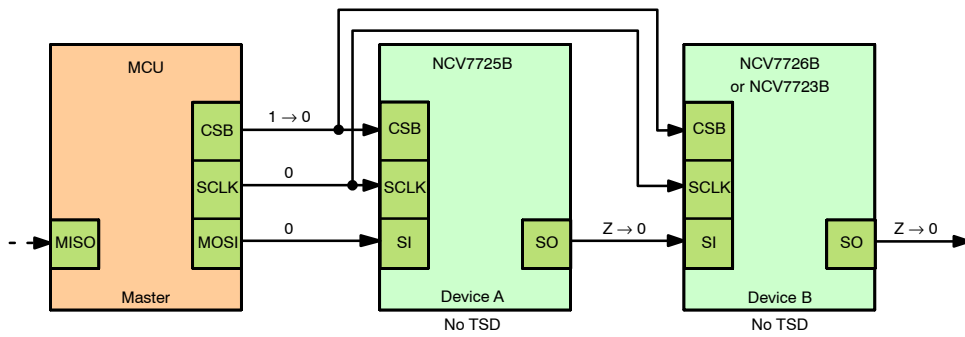 MCU
NCV7725B
NCV7726B
or NCV7723B
CSB
1 → 0
CSB
CSB
SCLK
0
SCLK
SCLK
MISO
MOSI
0
SI
SO
Z → 0
SI
SO
Z → 0
Master
Device A
Device B
No TSD
No TSD